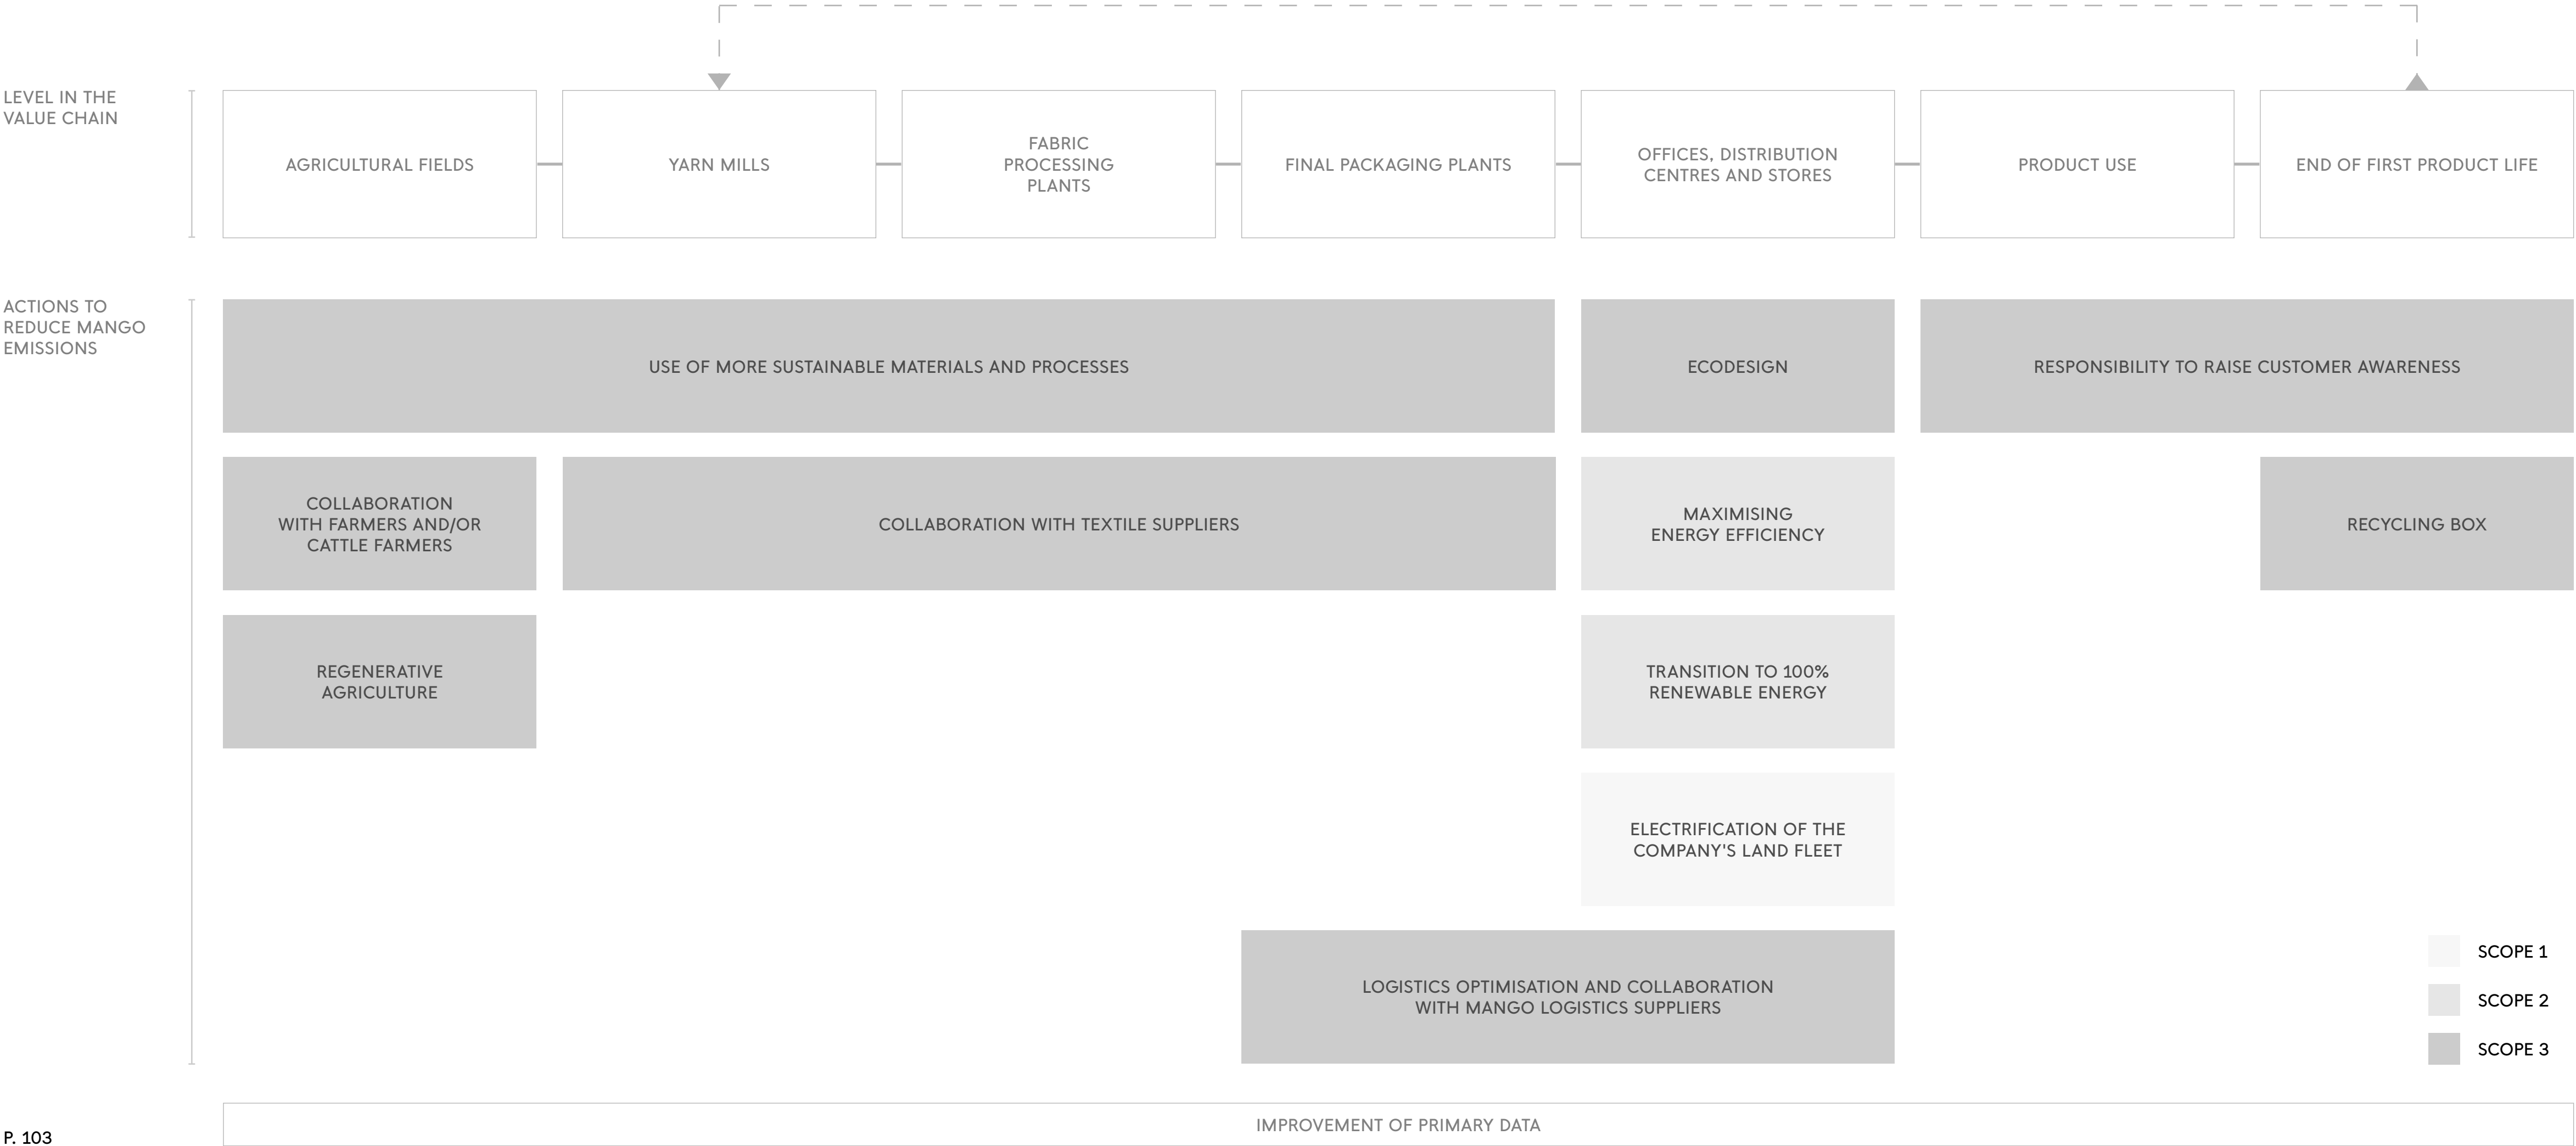 LEVEL IN THE
VALUE CHAIN
AGRICULTURAL FIELDS
YARN MILLS
FABRIC
PROCESSING
PLANTS
FINAL PACKAGING PLANTS
OFFICES, DISTRIBUTION
CENTRES AND STORES
PRODUCT USE
END OF FIRST PRODUCT LIFE
ACTIONS TO
REDUCE MANGO
EMISSIONS
USE OF MORE SUSTAINABLE MATERIALS AND PROCESSES
ECODESIGN
RESPONSIBILITY TO RAISE CUSTOMER AWARENESS
COLLABORATION
WITH FARMERS AND/OR
CATTLE FARMERS
COLLABORATION WITH TEXTILE SUPPLIERS
MAXIMISING
ENERGY EFFICIENCY
RECYCLING BOX
REGENERATIVE
AGRICULTURE
TRANSITION TO 100%
RENEWABLE ENERGY
ELECTRIFICATION OF THE
COMPANY'S LAND FLEET
LOGISTICS OPTIMISATION AND COLLABORATION
WITH MANGO LOGISTICS SUPPLIERS
SCOPE 1
SCOPE 2
SCOPE 3
IMPROVEMENT OF PRIMARY DATA
P. 103